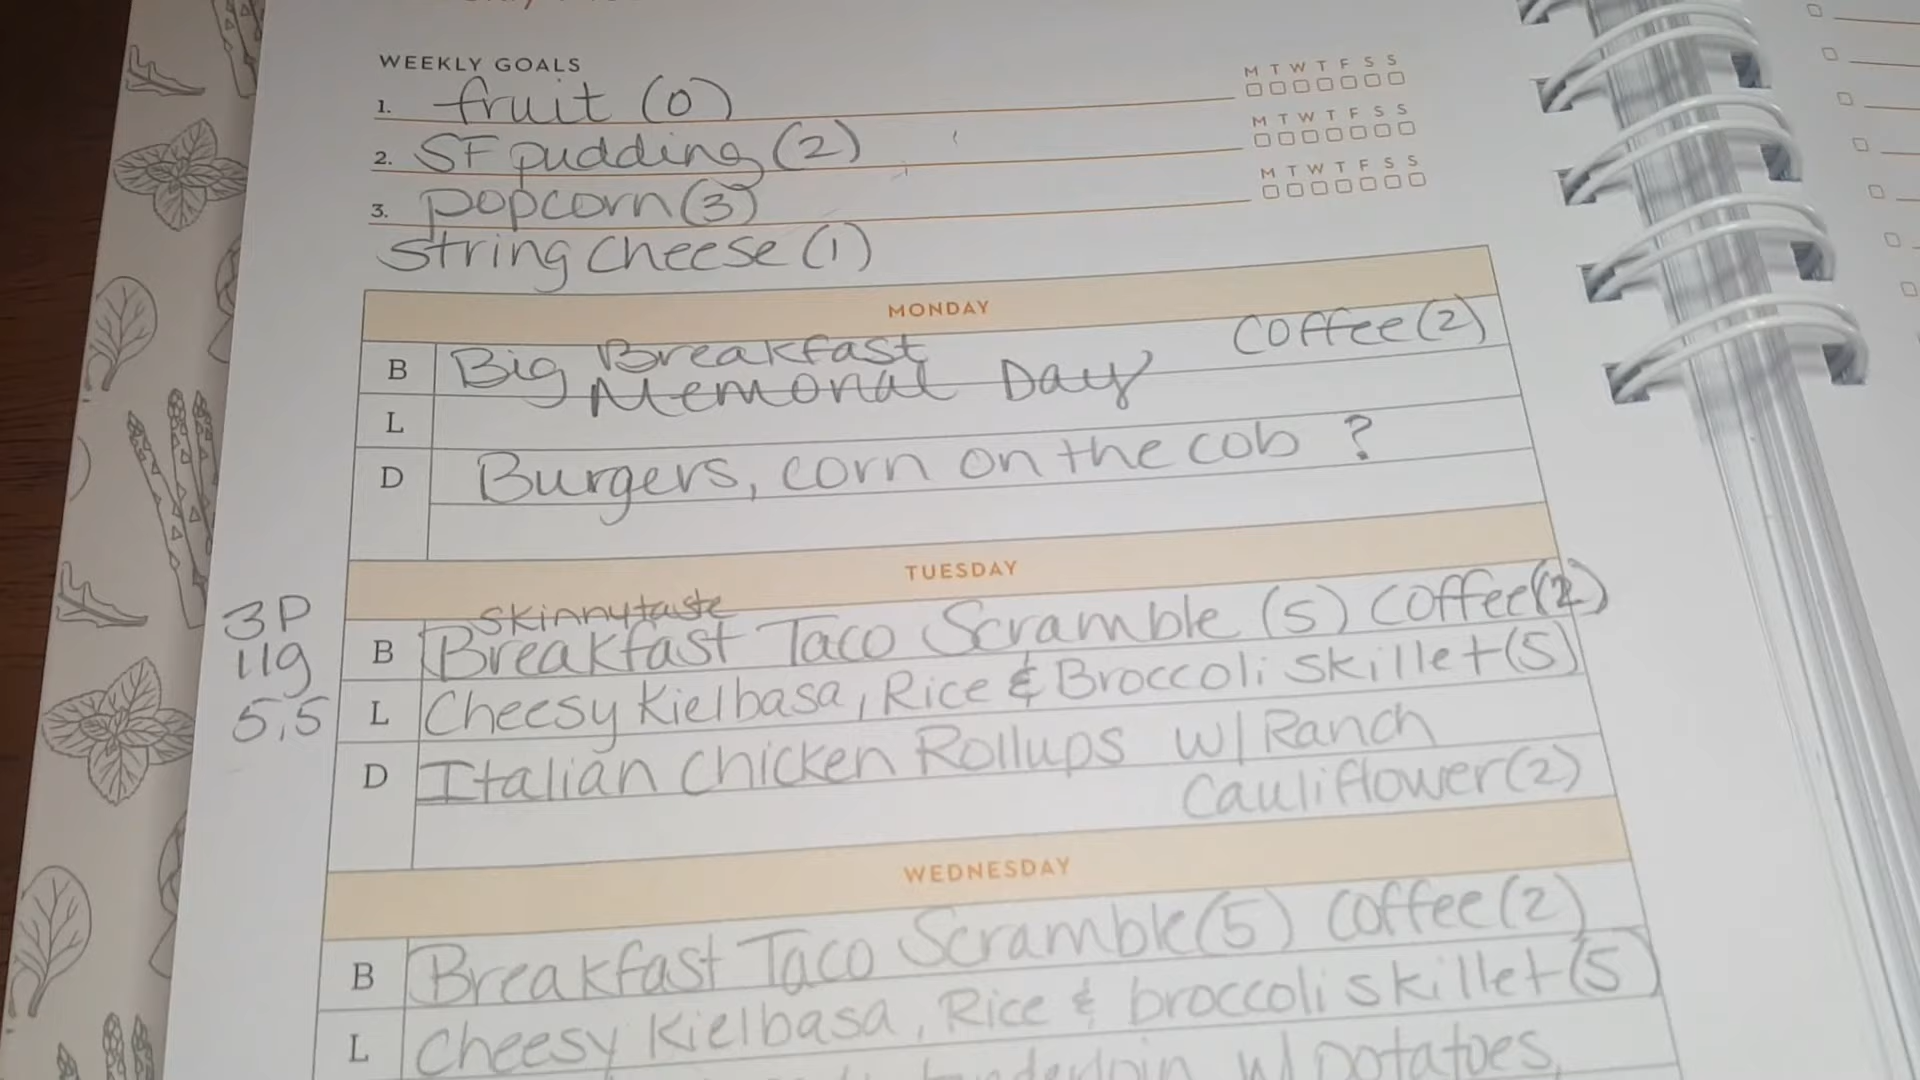 WEEKLY GOALS
M T W T F S S
1. fruit (0)
M T W T F S S
2. SF pudding (2)
M T W T F S S
3. popcorn (3)
String cheese (1)
MONDAY
B Big Breakfast Coffee (2)
Memorial Day
L
D Burgers, corn on the cob ?
TUESDAY
3P
11g
5,5
skinnytaste
B Breakfast Taco Scramble (5) Coffee (2)
L Cheesy Kielbasa, Rice & Broccoli Skillet (5)
D Italian Chicken Rollups w/ Ranch
Cauliflower (2)
WEDNESDAY
B Breakfast Taco Scramble (5) Coffee (2)
L Cheesy Kielbasa, Rice & broccoli skillet (5)
w/ potatoes,